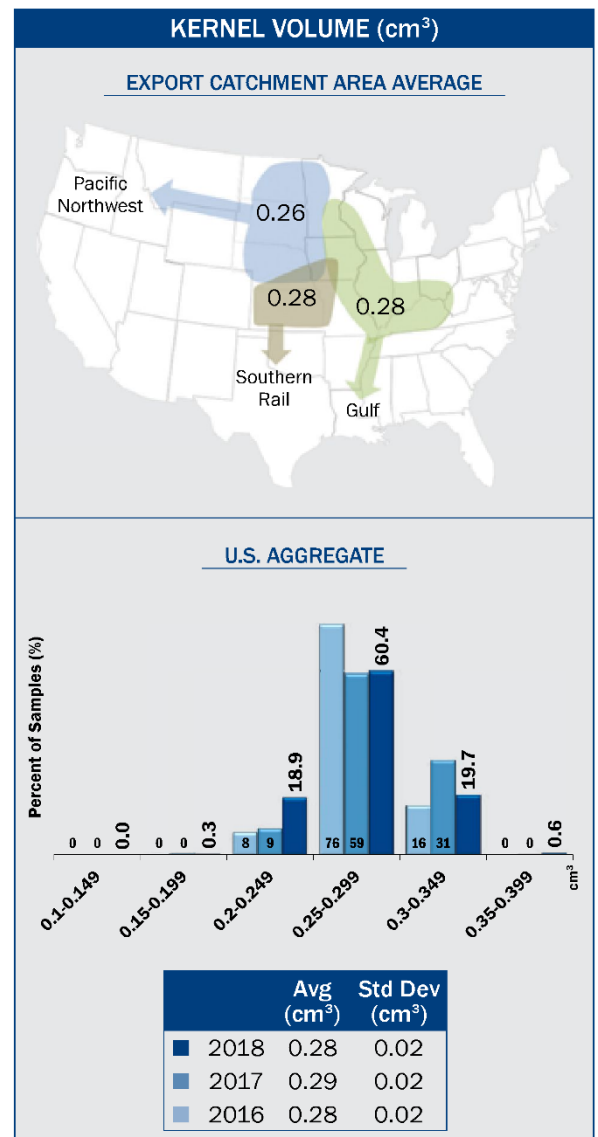 KERNEL VOLUME (cm³)
EXPORT CATCHMENT AREA AVERAGE
Pacific
Northwest
0.26
0.28
0.28
Southern
Rail
Gulf
U.S. AGGREGATE
Percent of Samples (%)
0 0 0.0
0 0 0.3
8 9 18.9
76 59 60.4
16 31 19.7
0 0 0.6
0.1-0.149
0.15-0.199
0.2-0.249
0.25-0.299
0.3-0.349
0.35-0.399
cm³
Avg Std Dev
(cm³) (cm³)
2018 0.28 0.02
2017 0.29 0.02
2016 0.28 0.02